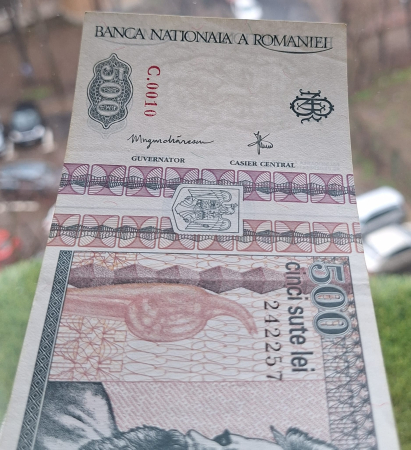 BANCA NATIONALA A ROMANIEI
500
C.0010
GUVERNATOR
CASIER CENTRAL
500
cinci sute lei
242257